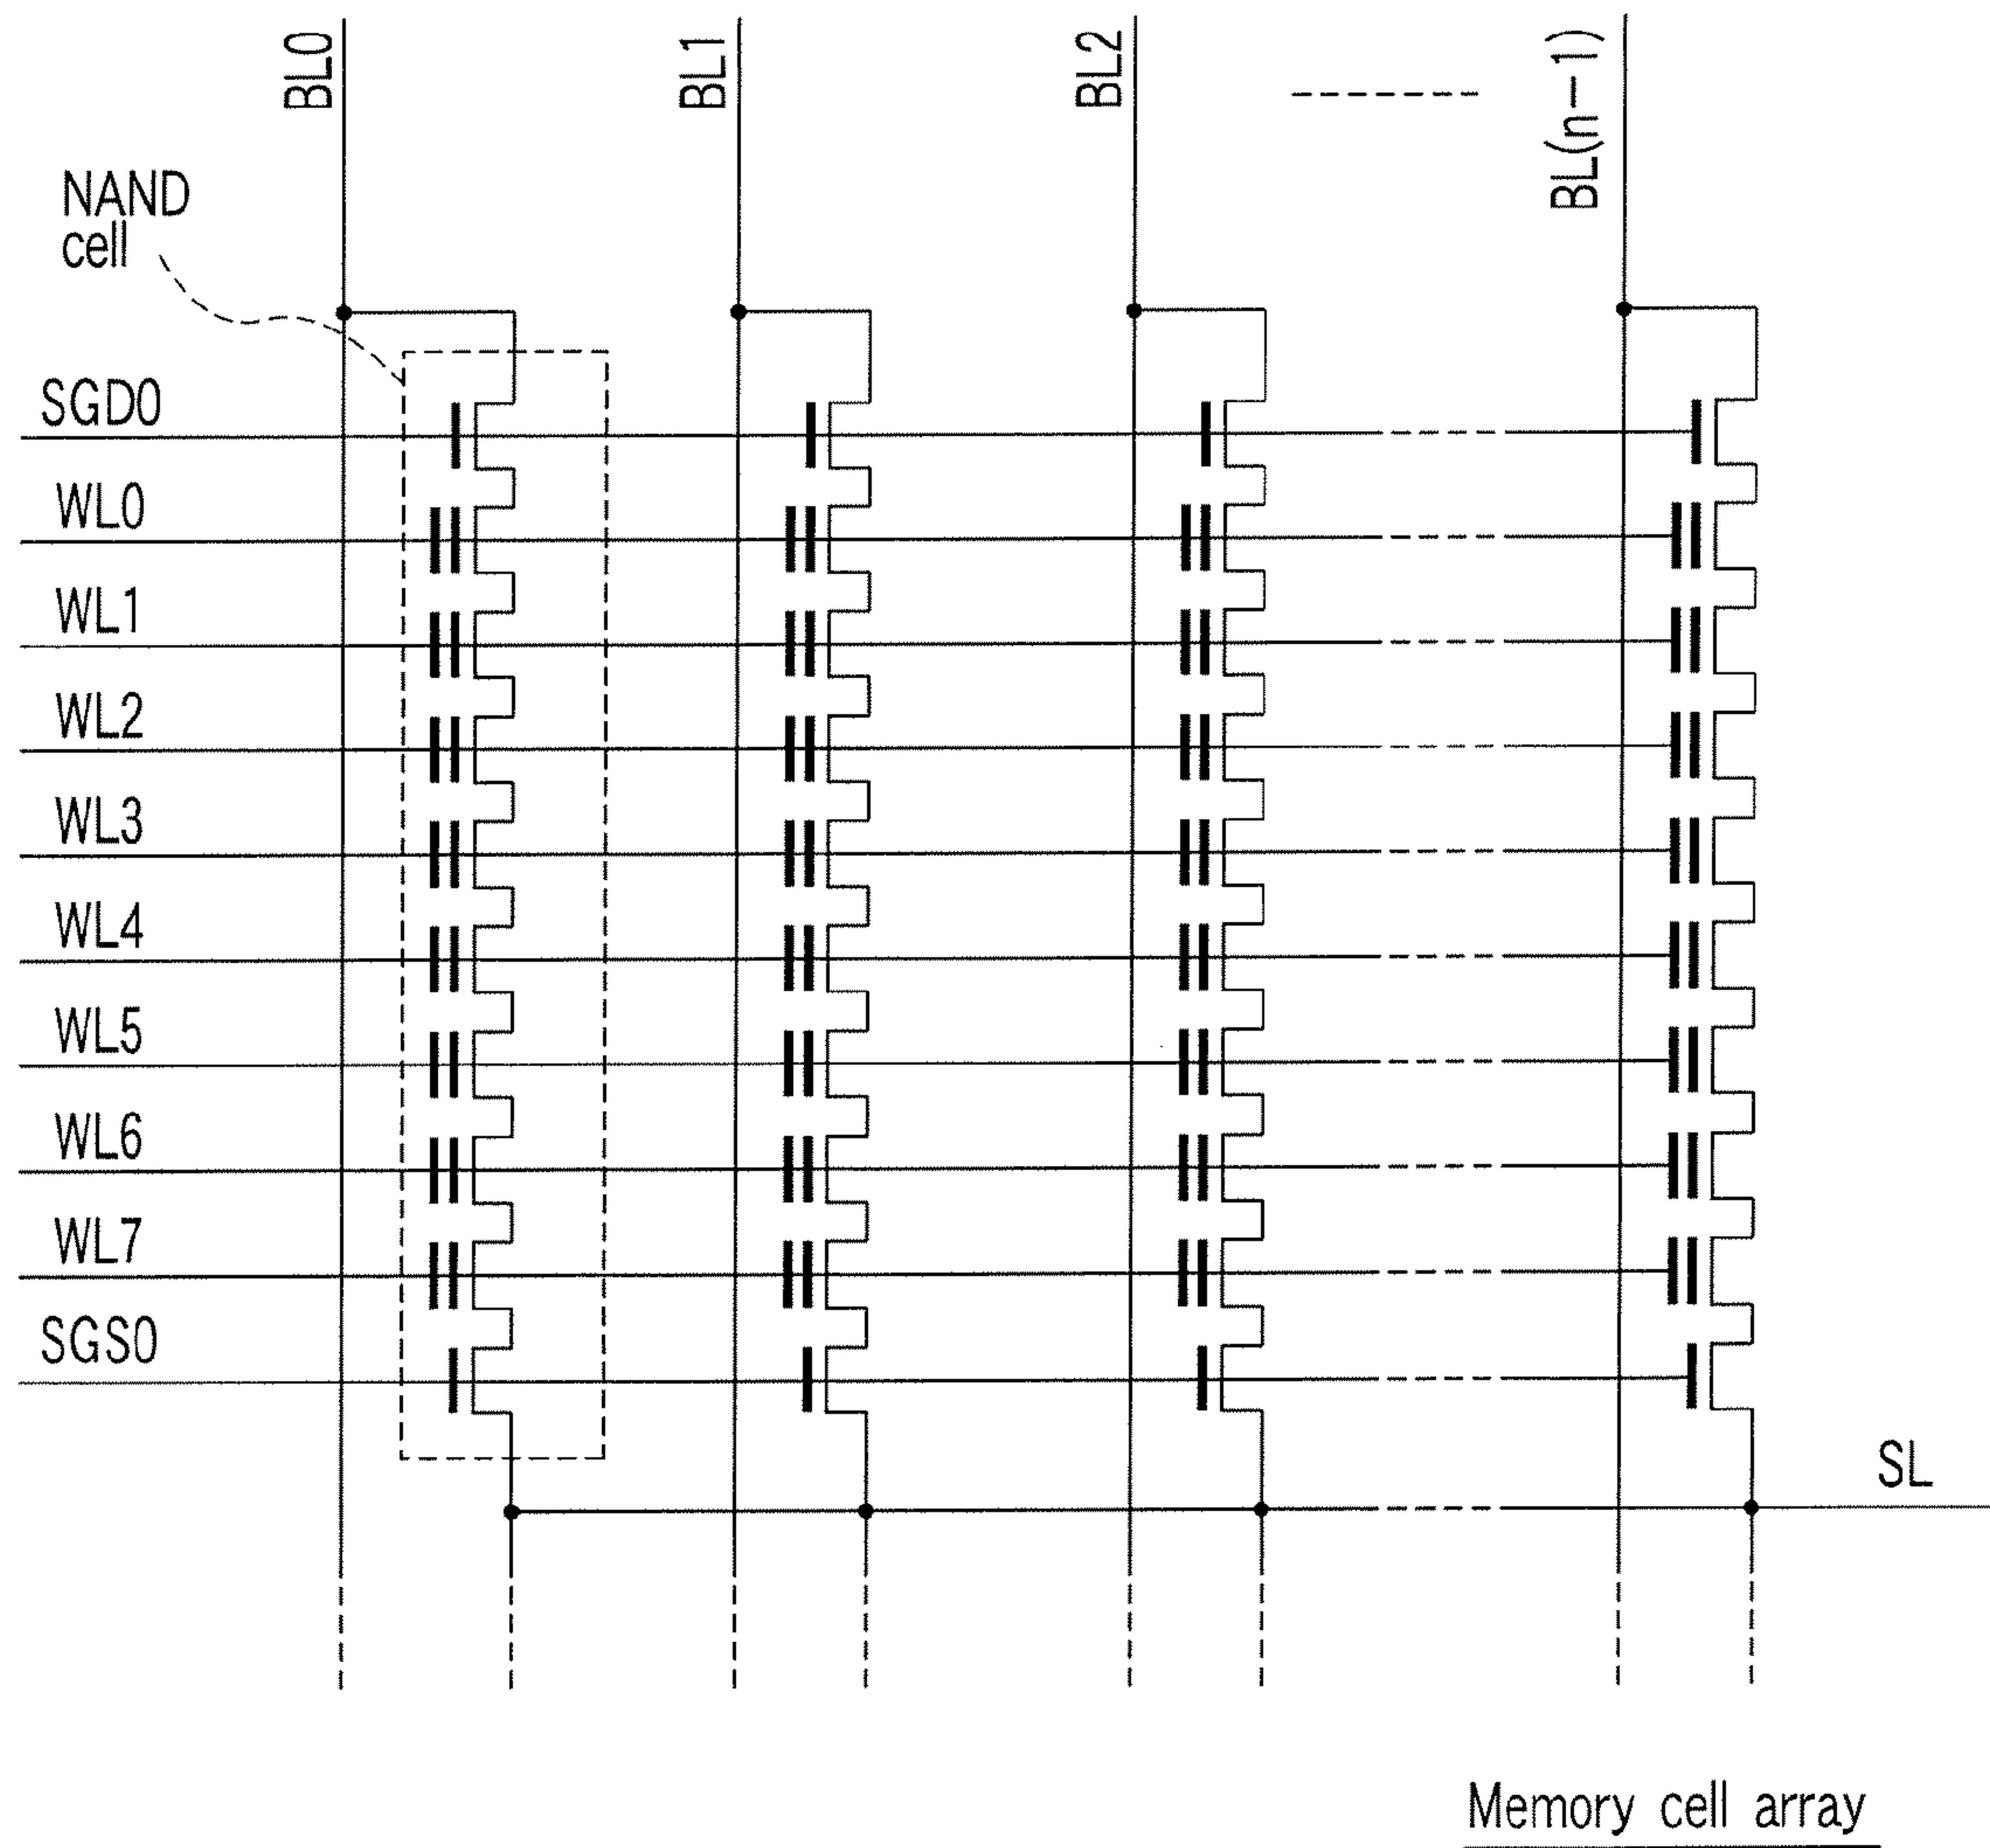 BL0
BL1
BL2
BL(n-1)
NAND
cell
SGD0
WL0
WL1
WL2
WL3
WL4
WL5
WL6
WL7
SGS0
SL
Memory cell array